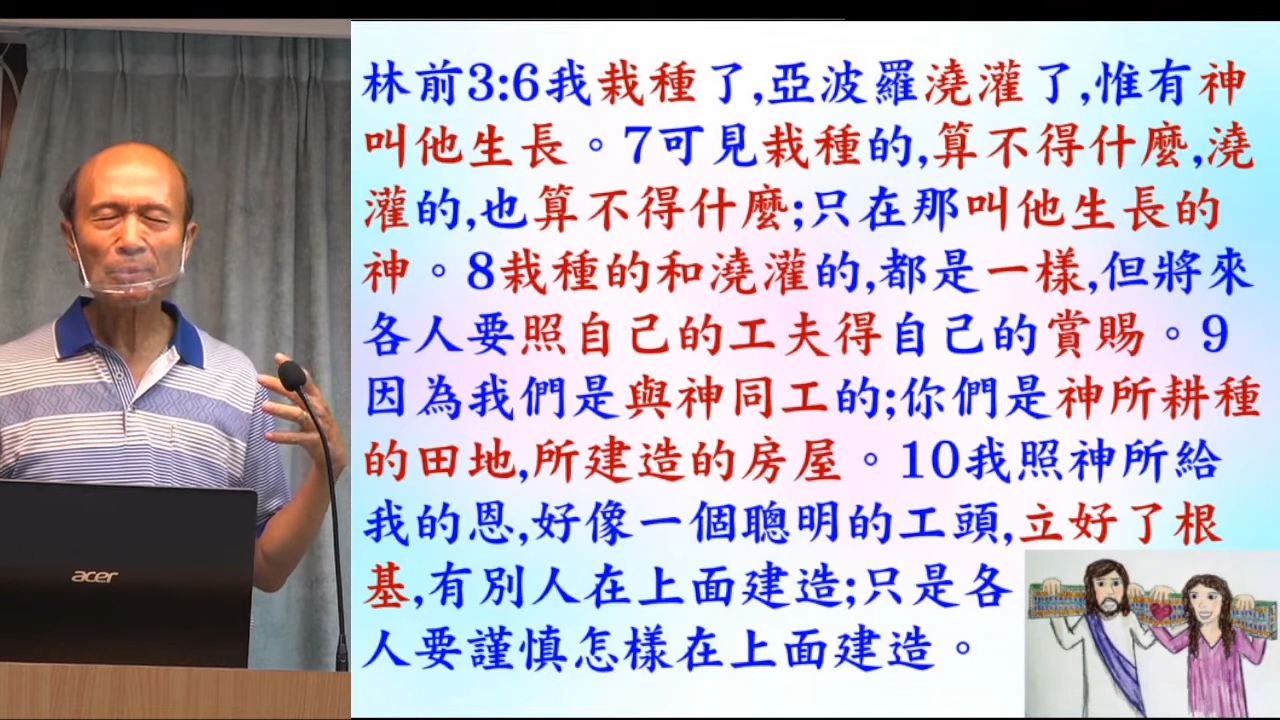 林前3:6我栽種了,亞波羅澆灌了,惟有神
叫他生長。7可見栽種的,算不得什麼,澆
灌的,也算不得什麼;只在那叫他生長的
神。8栽種的和澆灌的,都是一樣,但將來
各人要照自己的工夫得自己的賞賜。9
因為我們是與神同工的;你們是神所耕種
的田地,所建造的房屋。10我照神所給
我的恩,好像一個聰明的工頭,立好了根
基,有別人在上面建造;只是各
人要謹慎怎樣在上面建造。
acer